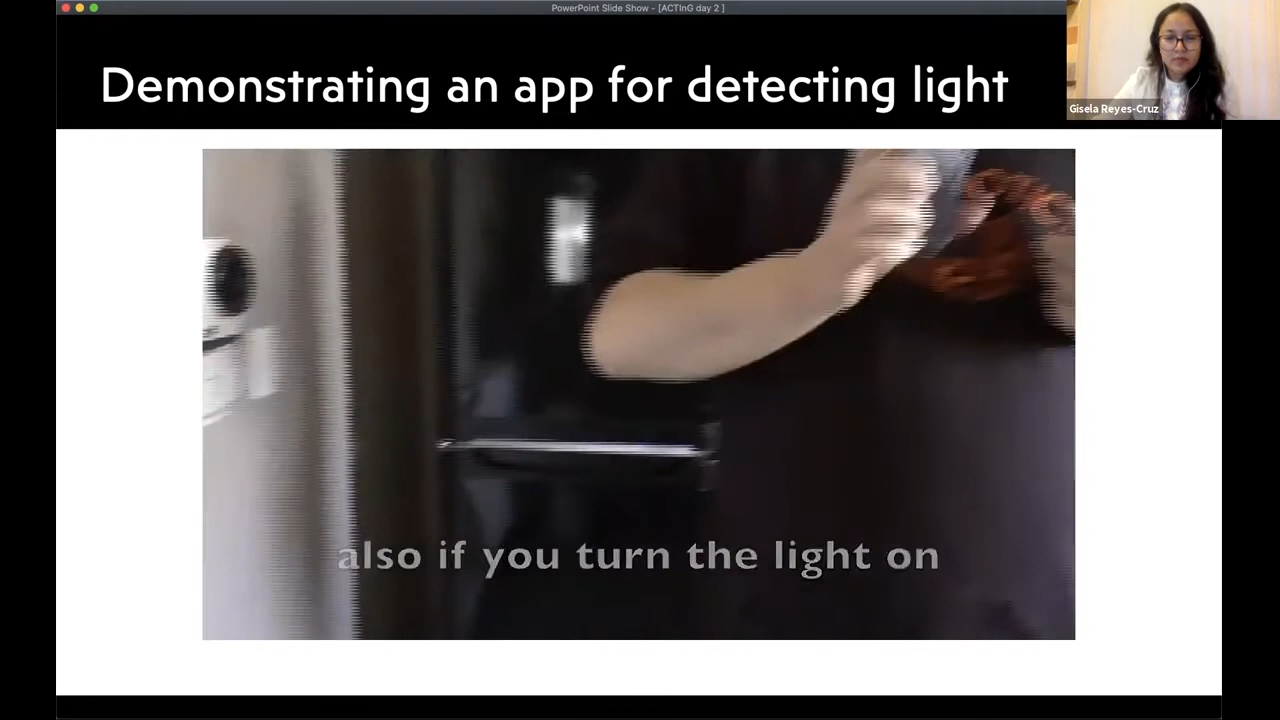 PowerPoint Slide Show - [ACTInG day 2 ]
Demonstrating an app for detecting light
Gisela Reyes-Cruz
also if you turn the light on